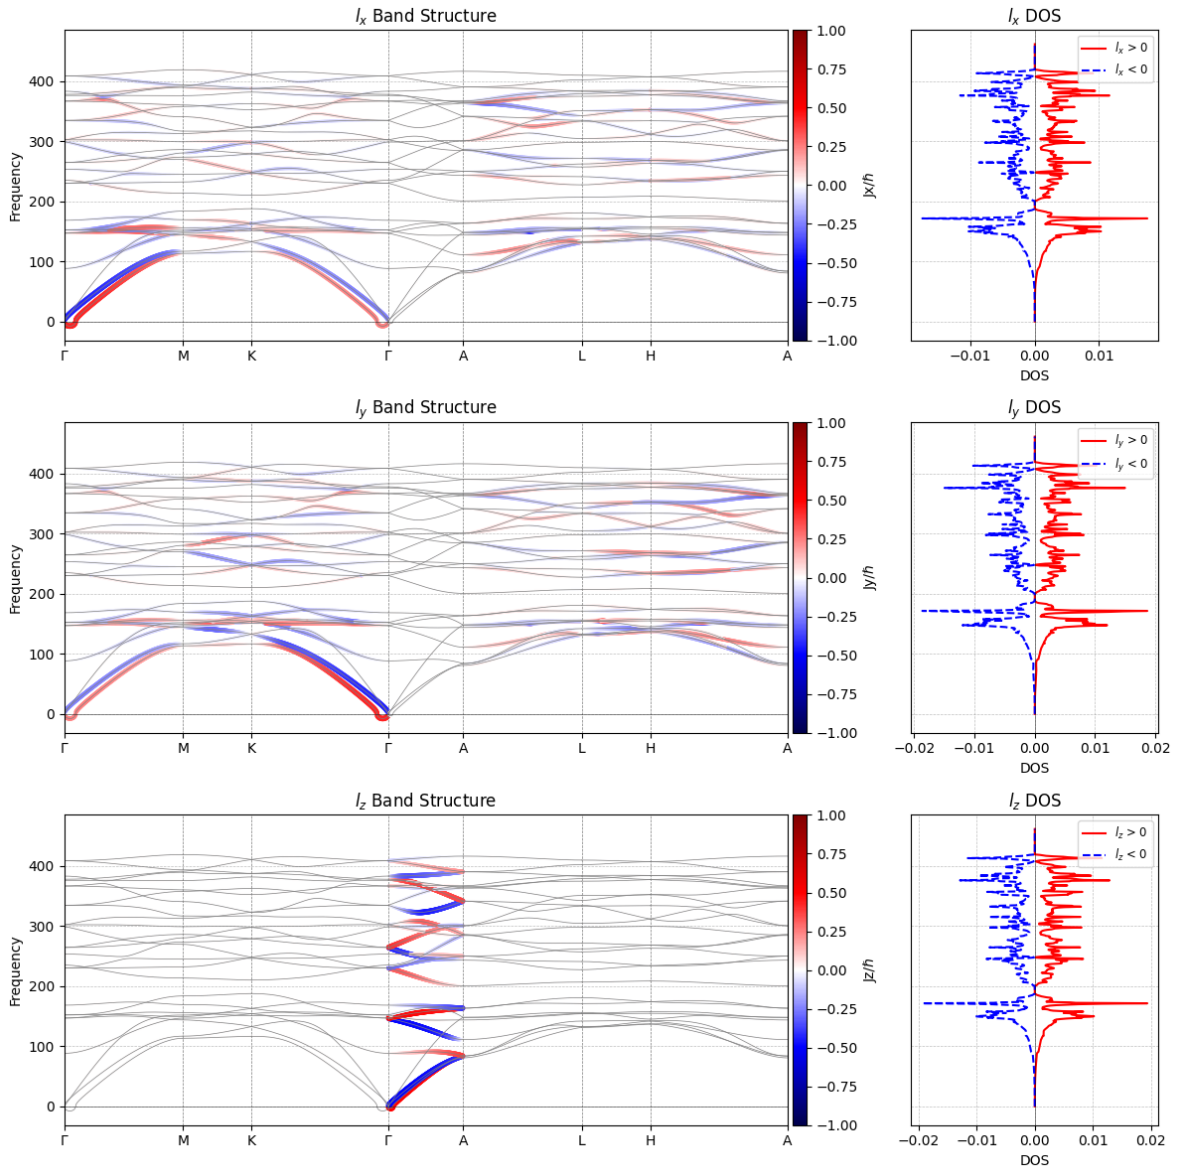 l_x Band Structure
l_x DOS
Frequency
400
300
200
100
0
Γ M K Γ A L H A
1.00
0.75
0.50
0.25
0.00
−0.25
−0.50
−0.75
−1.00
Jx/ℏ
l_x > 0
l_x < 0
−0.01 0.00 0.01
DOS
l_y Band Structure
l_y DOS
Frequency
400
300
200
100
0
Γ M K Γ A L H A
1.00
0.75
0.50
0.25
0.00
−0.25
−0.50
−0.75
−1.00
Jy/ℏ
l_y > 0
l_y < 0
−0.02 −0.01 0.00 0.01 0.02
DOS
l_z Band Structure
l_z DOS
Frequency
400
300
200
100
0
Γ M K Γ A L H A
1.00
0.75
0.50
0.25
0.00
−0.25
−0.50
−0.75
−1.00
Jz/ℏ
l_z > 0
l_z < 0
−0.02 −0.01 0.00 0.01 0.02
DOS